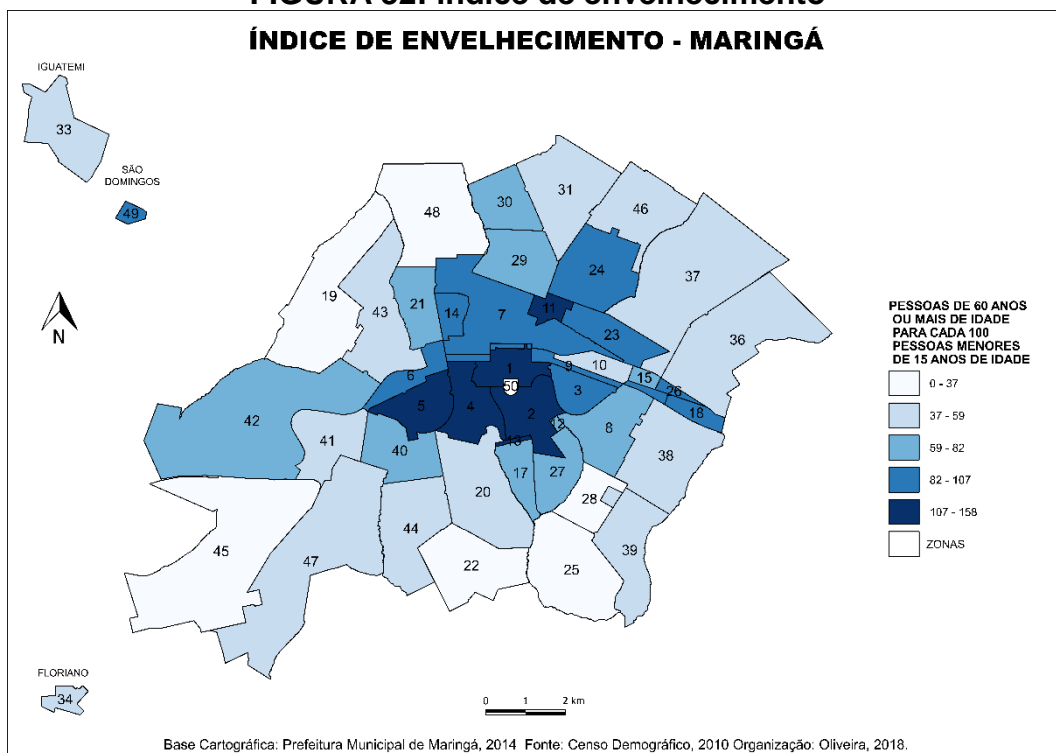 ÍNDICE DE ENVELHECIMENTO - MARINGÁ
IGUATEMI
33
SÃO
DOMINGOS
49
N
48
30
31
46
19
29
24
37
43
21
14
7
11
23
36
6
1
9
10
15
50
26
5
4
2
3
18
42
13
12
8
41
40
17
27
38
20
28
45
47
44
22
25
39
FLORIANO
34
PESSOAS DE 60 ANOS
OU MAIS DE IDADE
PARA CADA 100
PESSOAS MENORES
DE 15 ANOS DE IDADE
0 - 37
37 - 59
59 - 82
82 - 107
107 - 158
ZONAS
0 1 2 km
Base Cartográfica: Prefeitura Municipal de Maringá, 2014 Fonte: Censo Demográfico, 2010 Organização: Oliveira, 2018.